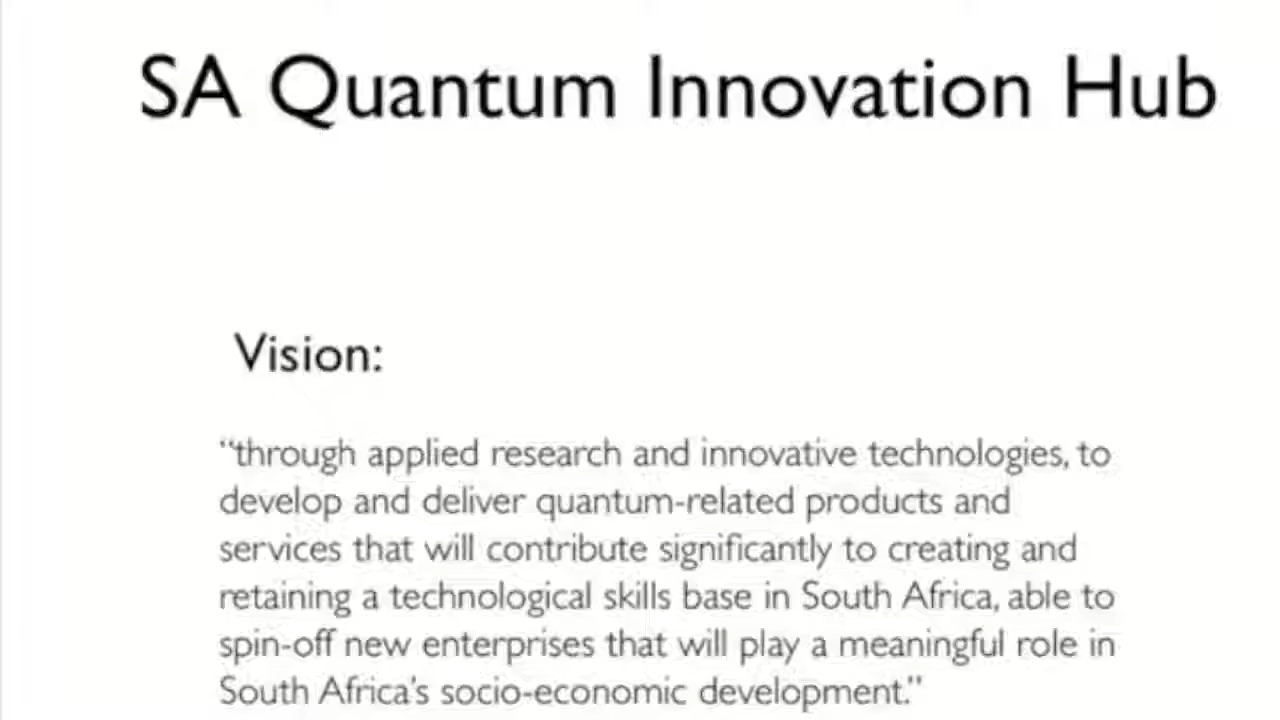 SA Quantum Innovation Hub
Vision:
“through applied research and innovative technologies, to
develop and deliver quantum-related products and
services that will contribute significantly to creating and
retaining a technological skills base in South Africa, able to
spin-off new enterprises that will play a meaningful role in
South Africa’s socio-economic development.”